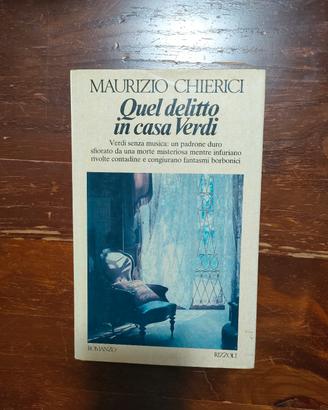 MAURIZIO CHIERICI
Quel delitto
in casa Verdi
Verdi senza musica: un padrone duro
sfiorato da una morte misteriosa mentre infuriano
rivolte contadine e congiurano fantasmi borbonici
ROMANZO
RIZZOLI